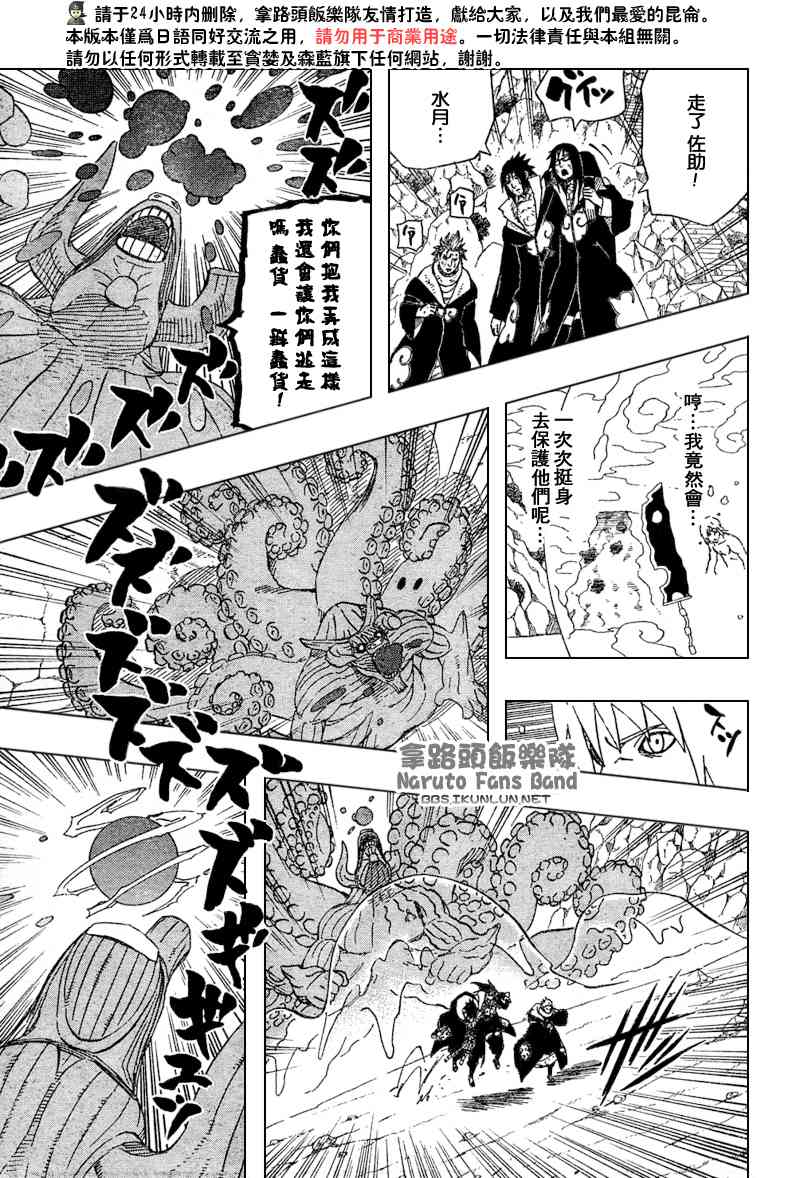 請于24小時内删除，拿路頭飯樂隊友情打造，獻給大家，以及我們最愛的昆侖。
本版本僅爲日語同好交流之用，請勿用于商業用途。一切法律責任與本組無關。
請勿以任何形式轉載至貪婪及森藍旗下任何網站，謝謝。
走了 佐助！
グイッ
水月…
你們把我弄成這樣
我還會讓你們逃走
嗎 蠢貨 一群蠢貨！
ズズズズ
哼…我竟然會…
一次次挺身
去保護他們呢…
ズズズズズズズズ
ズッ
拿路頭飯樂隊
Naruto Fans Band
BBS.IKUNLUN.NET
ギュッ